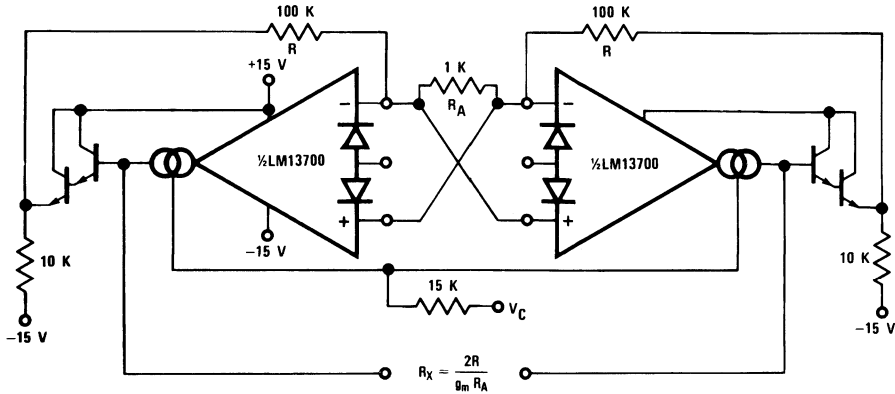 100 K
R
100 K
R
+15 V
1 K
R_A
−
−
½LM13700
½LM13700
+
+
−15 V
10 K
10 K
15 K
V_C
−15 V
−15 V
R_X = 2R / g_m R_A